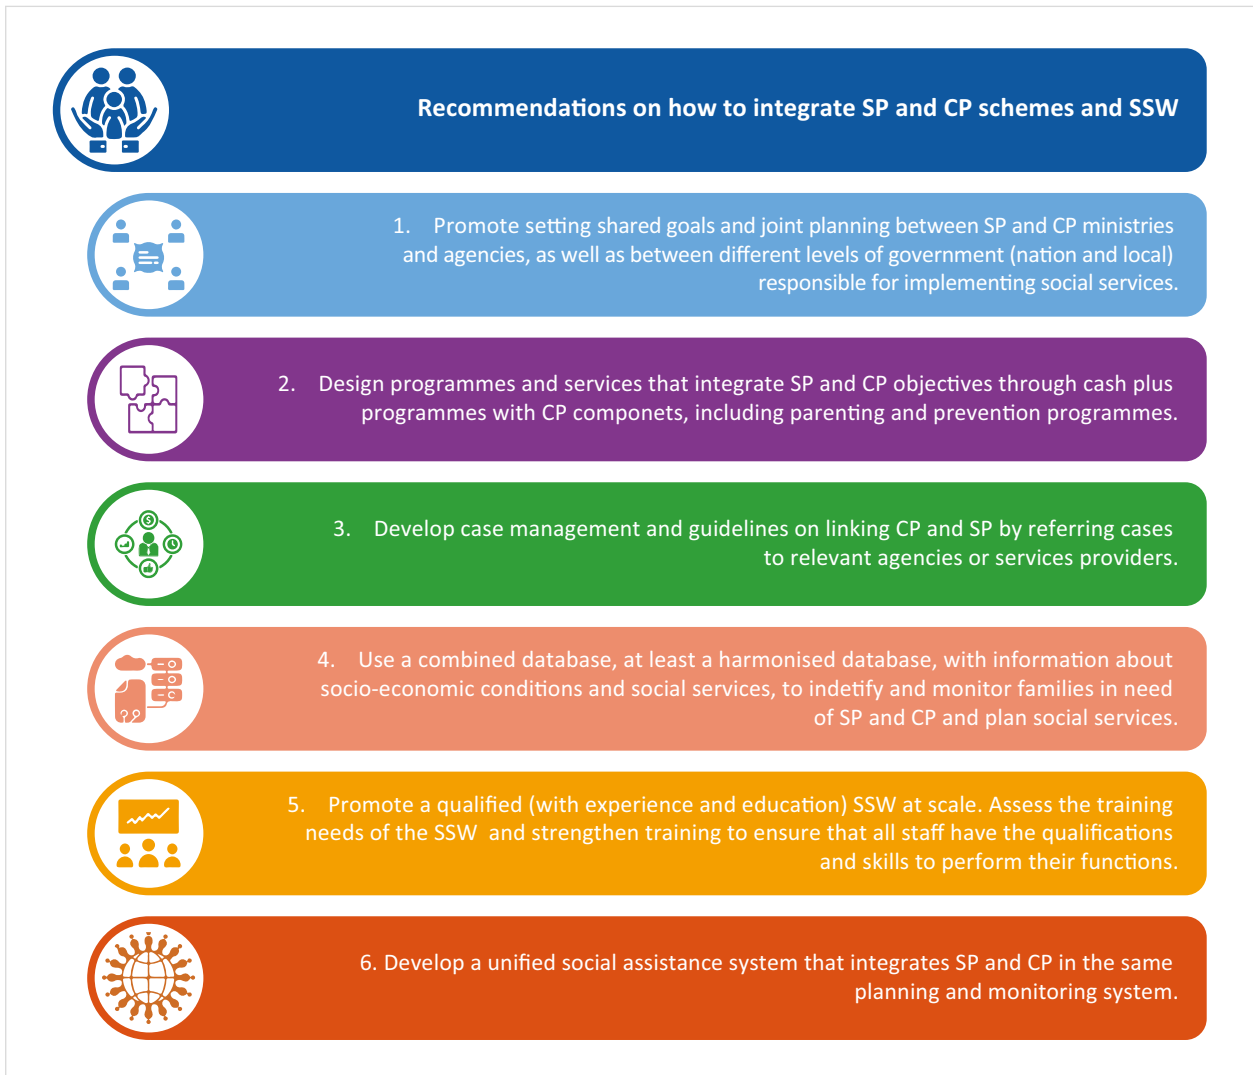 Recommendations on how to integrate SP and CP schemes and SSW
1. Promote setting shared goals and joint planning between SP and CP ministries
and agencies, as well as between different levels of government (nation and local)
responsible for implementing social services.
2. Design programmes and services that integrate SP and CP objectives through cash plus
programmes with CP componets, including parenting and prevention programmes.
3. Develop case management and guidelines on linking CP and SP by referring cases
to relevant agencies or services providers.
4. Use a combined database, at least a harmonised database, with information about
socio-economic conditions and social services, to indetify and monitor families in need
of SP and CP and plan social services.
5. Promote a qualified (with experience and education) SSW at scale. Assess the training
needs of the SSW and strengthen training to ensure that all staff have the qualifications
and skills to perform their functions.
6. Develop a unified social assistance system that integrates SP and CP in the same
planning and monitoring system.